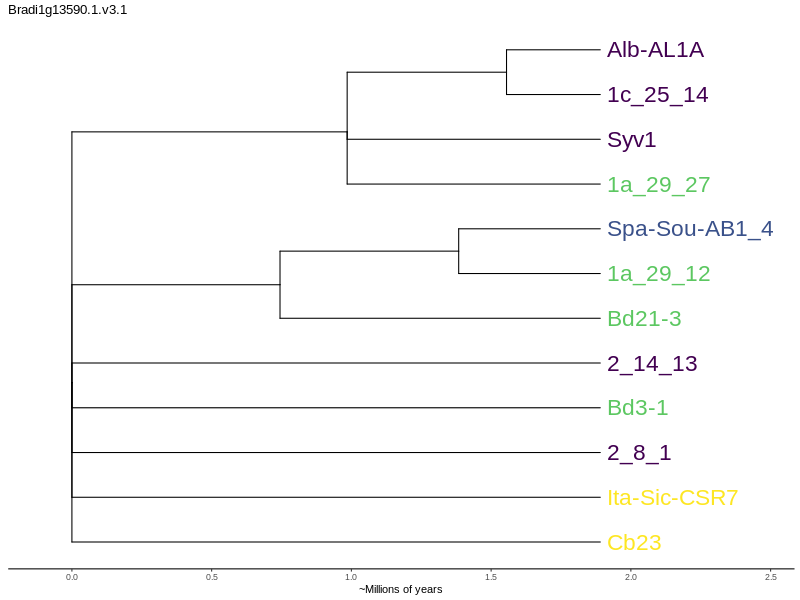 Bradi1g13590.1.v3.1
Alb-AL1A
1c_25_14
Syv1
1a_29_27
Spa-Sou-AB1_4
1a_29_12
Bd21-3
2_14_13
Bd3-1
2_8_1
Ita-Sic-CSR7
Cb23
0.0 0.5 1.0 1.5 2.0 2.5
~Millions of years